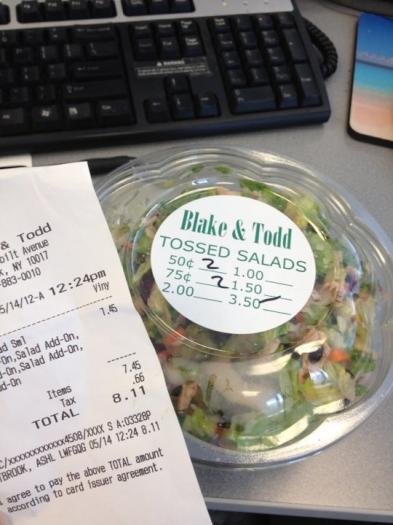 & Todd
bilt Avenue
k, NY 10017
-883-0010
5/14/12-A 12:24pm
Viny
ad Sml 7.45
-On,Salad Add-On,
d-On,Salad Add-On,
dd-On
Items 7.45
Tax .66
TOTAL 8.11
C/xxxxxxxxxxxx4508/XXXX S A:03328P
TBROOK, ASHL LWFGQG 05/14 12:24 8.11
agree to pay the above TOTAL amount
according to card issuer agreement.
Blake & Todd
TOSSED SALADS
50¢ 2 1.00
75¢ 2 1.50
2.00 3.50